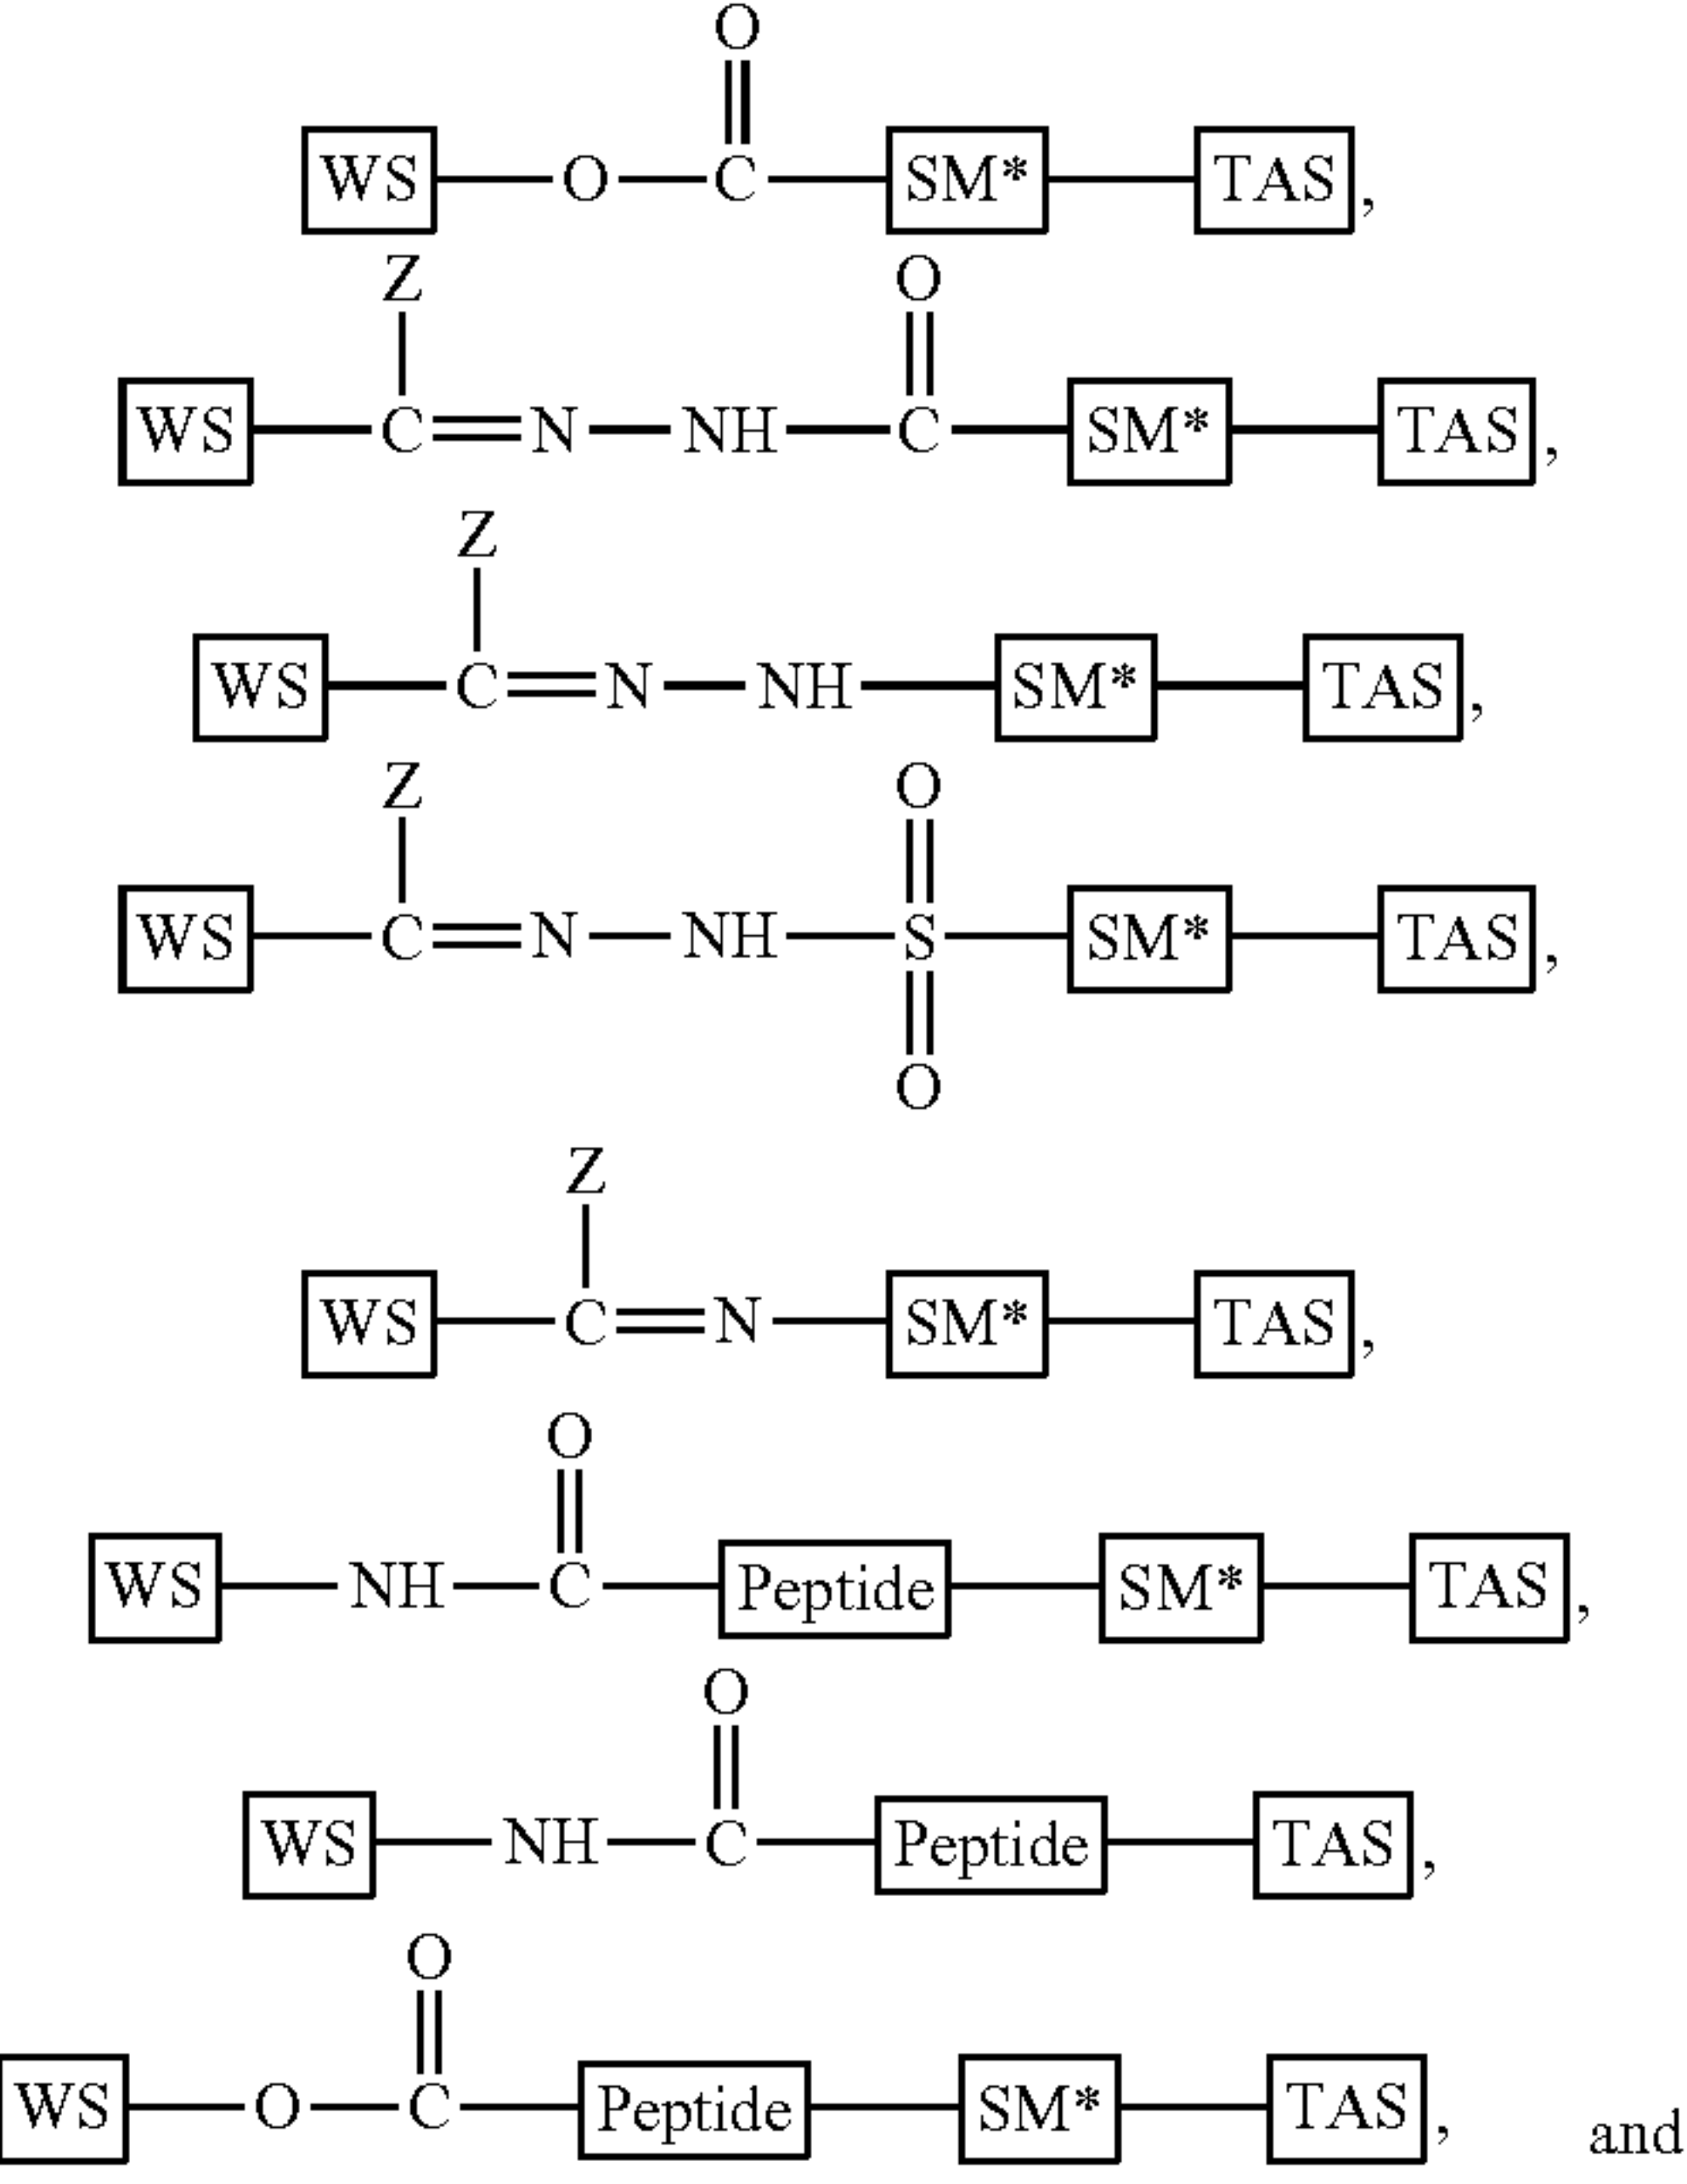 O
WS O C SM* TAS,
Z O
WS C N NH C SM* TAS,
Z
WS C N NH SM* TAS,
Z O
WS C N NH S SM* TAS,
O
Z
WS C N SM* TAS,
O
WS NH C Peptide SM* TAS,
O
WS NH C Peptide TAS,
O
WS O C Peptide SM* TAS, and